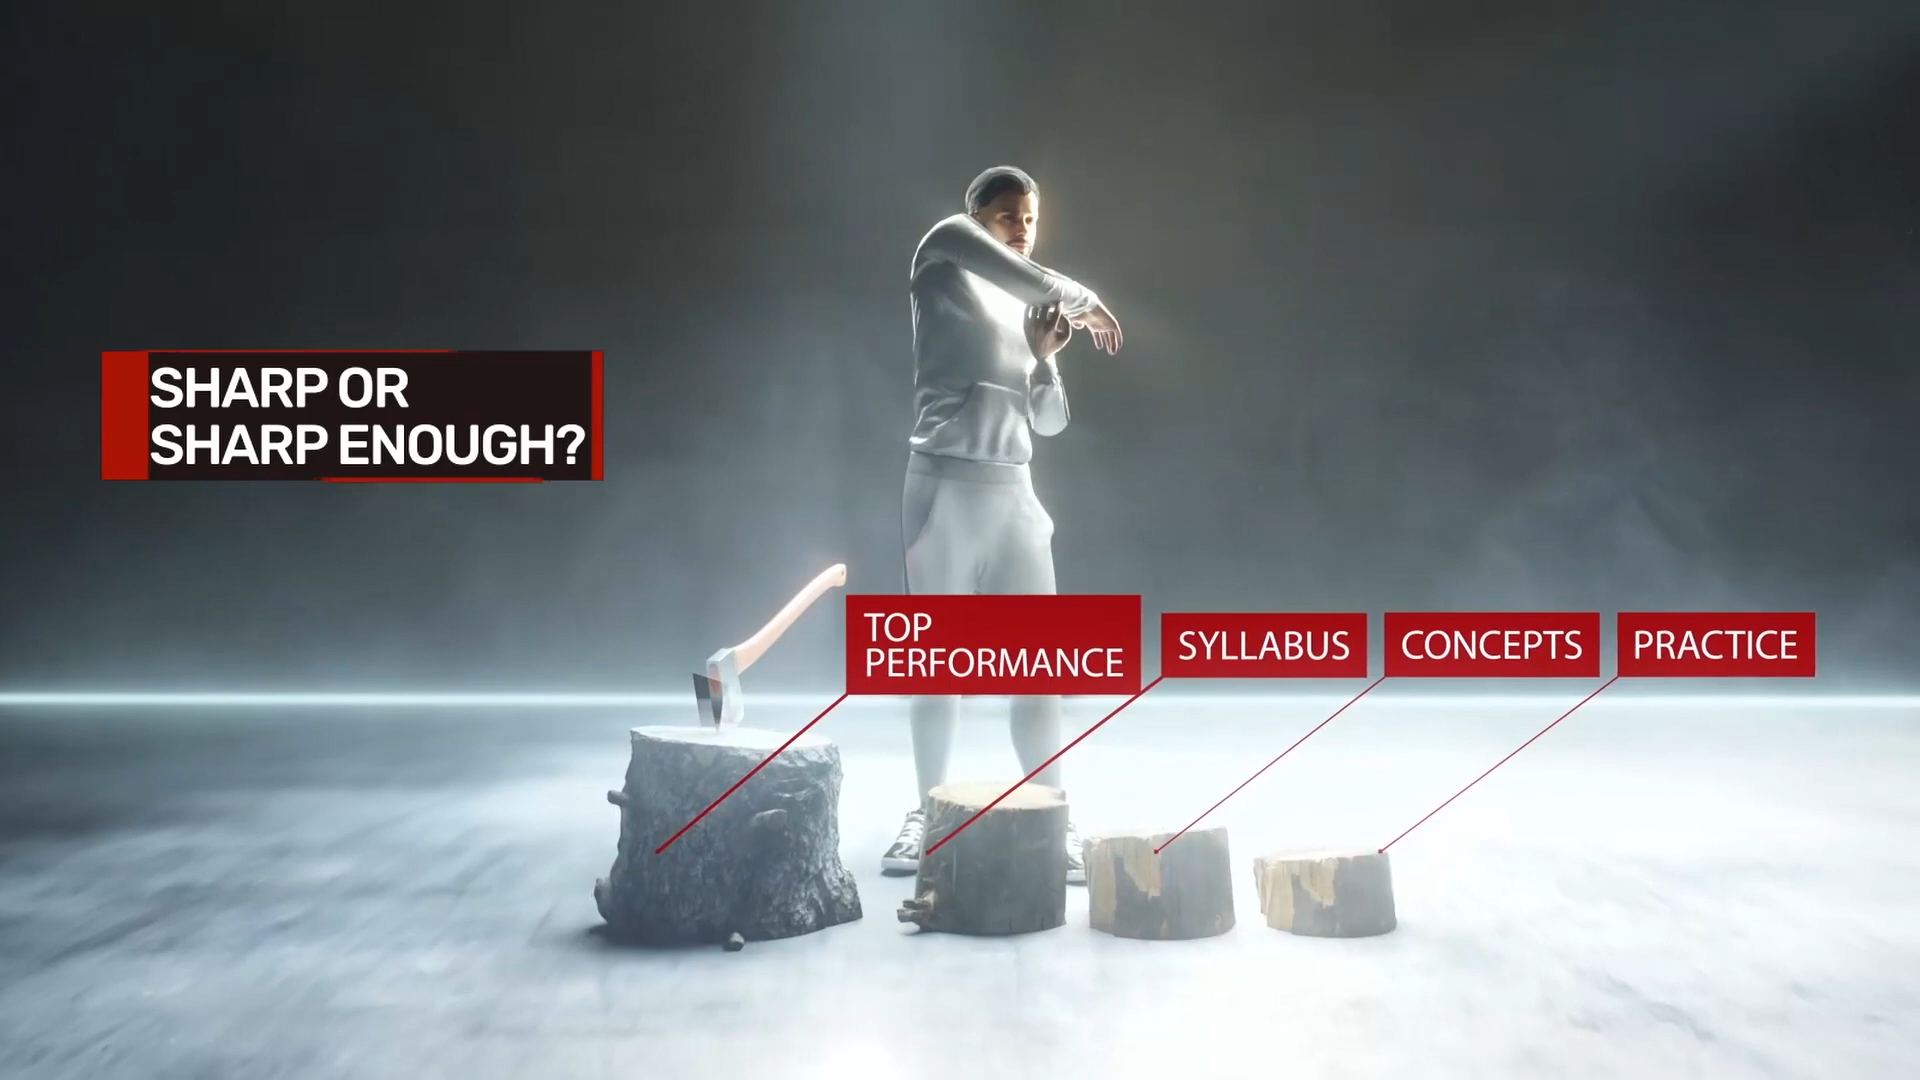 SHARP OR
SHARP ENOUGH?
TOP
PERFORMANCE
SYLLABUS
CONCEPTS
PRACTICE